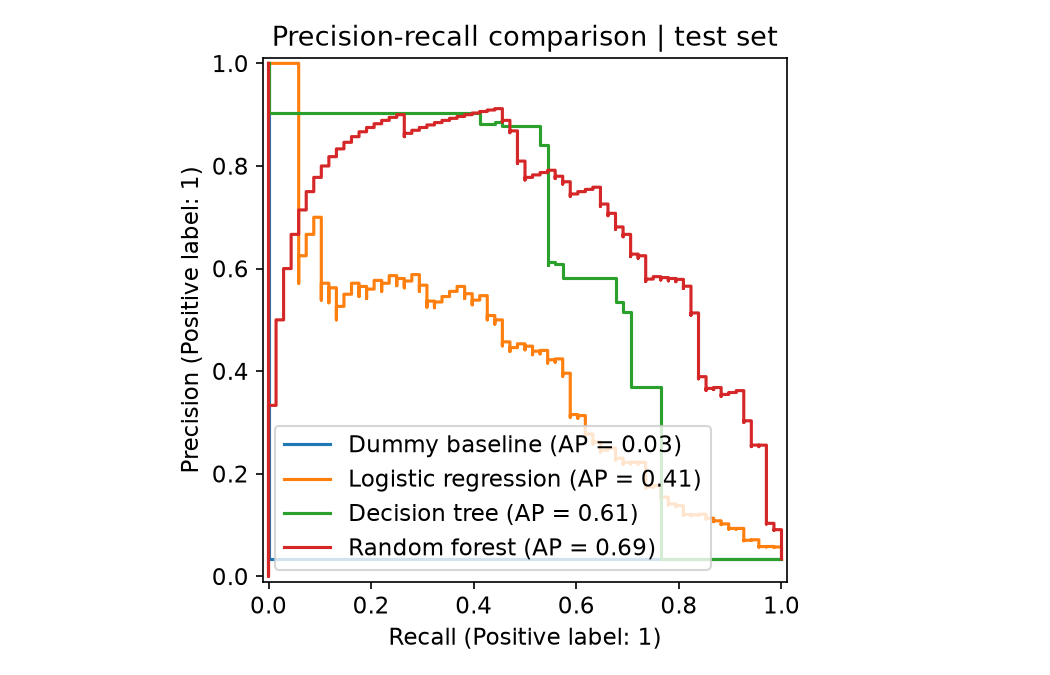 Precision-recall comparison | test set
1.0
0.8
0.6
0.4
0.2
0.0
Precision (Positive label: 1)
Dummy baseline (AP = 0.03)
Logistic regression (AP = 0.41)
Decision tree (AP = 0.61)
Random forest (AP = 0.69)
0.0 0.2 0.4 0.6 0.8 1.0
Recall (Positive label: 1)